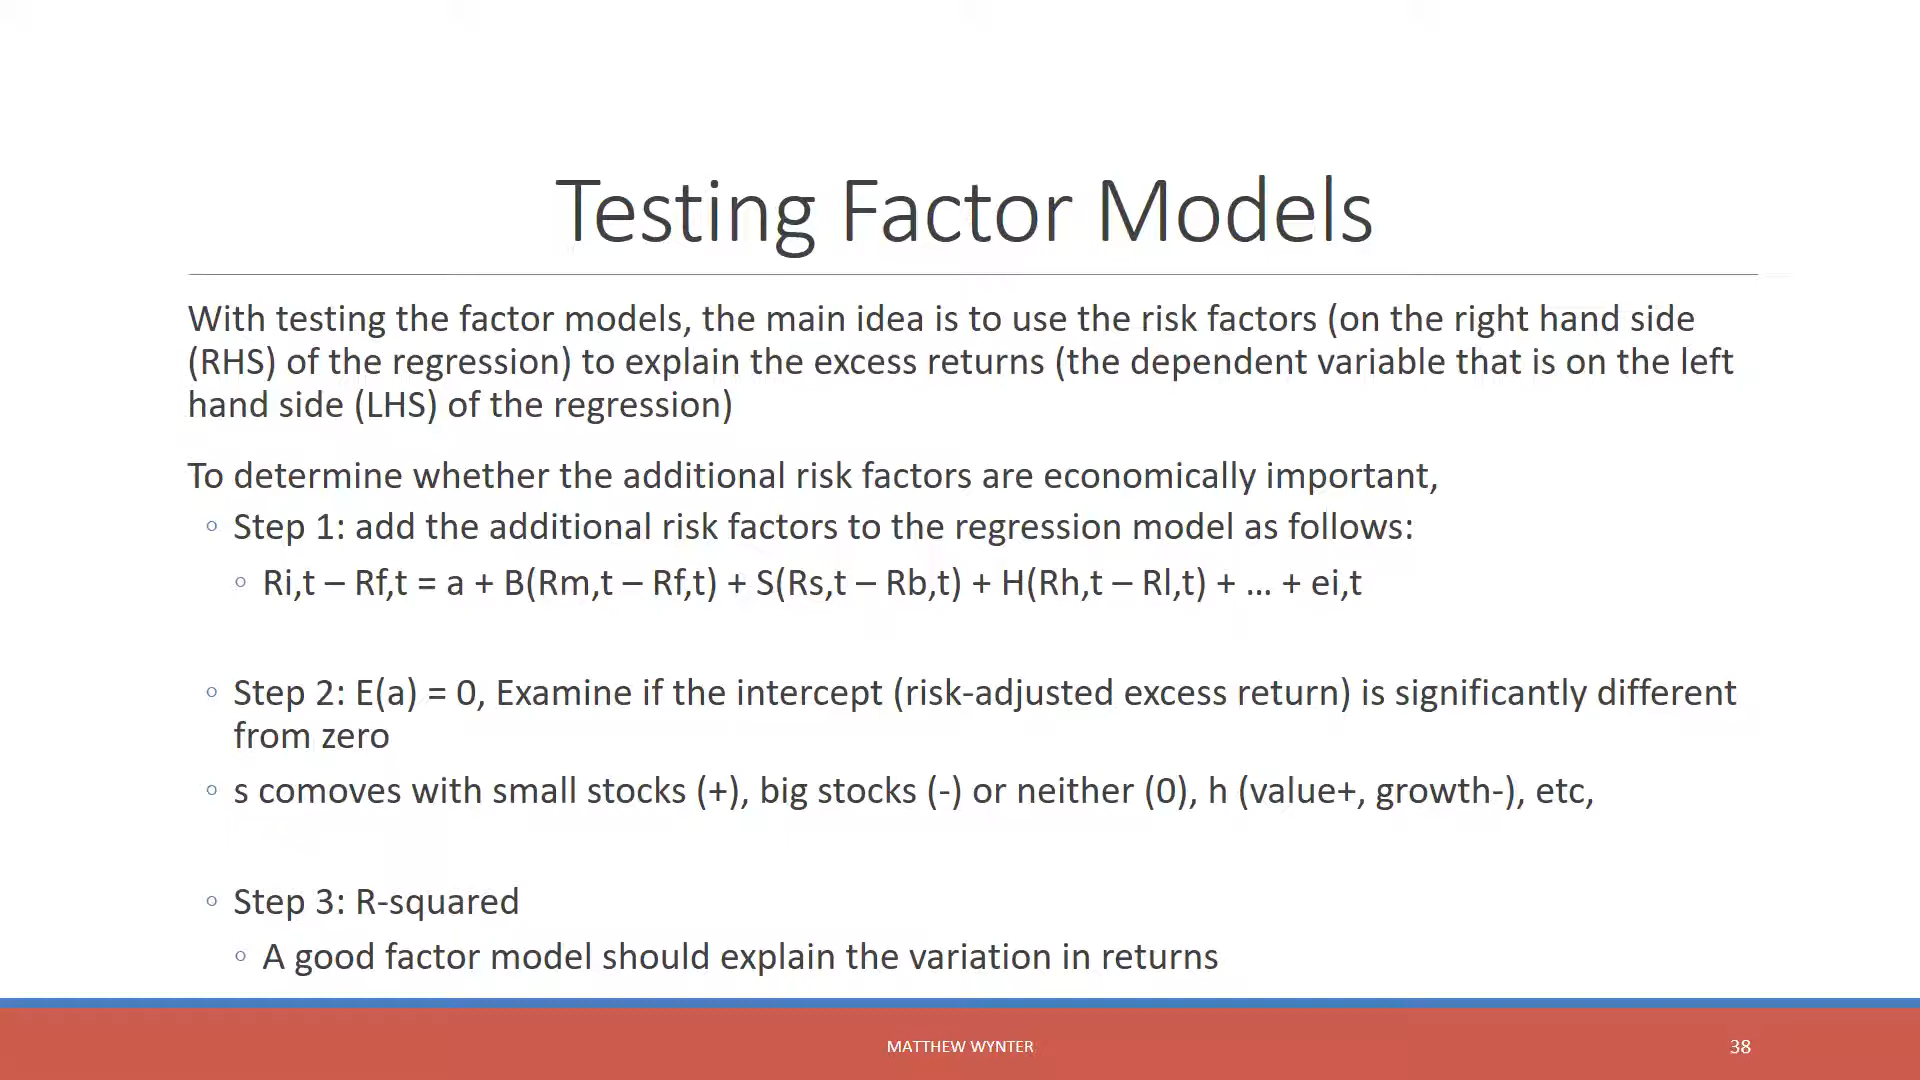 Testing Factor Models
With testing the factor models, the main idea is to use the risk factors (on the right hand side
(RHS) of the regression) to explain the excess returns (the dependent variable that is on the left
hand side (LHS) of the regression)
To determine whether the additional risk factors are economically important,
◦ Step 1: add the additional risk factors to the regression model as follows:
◦ Ri,t – Rf,t = a + B(Rm,t – Rf,t) + S(Rs,t – Rb,t) + H(Rh,t – Rl,t) + … + ei,t
◦ Step 2: E(a) = 0, Examine if the intercept (risk-adjusted excess return) is significantly different
from zero
◦ s comoves with small stocks (+), big stocks (-) or neither (0), h (value+, growth-), etc,
◦ Step 3: R-squared
◦ A good factor model should explain the variation in returns
MATTHEW WYNTER
38